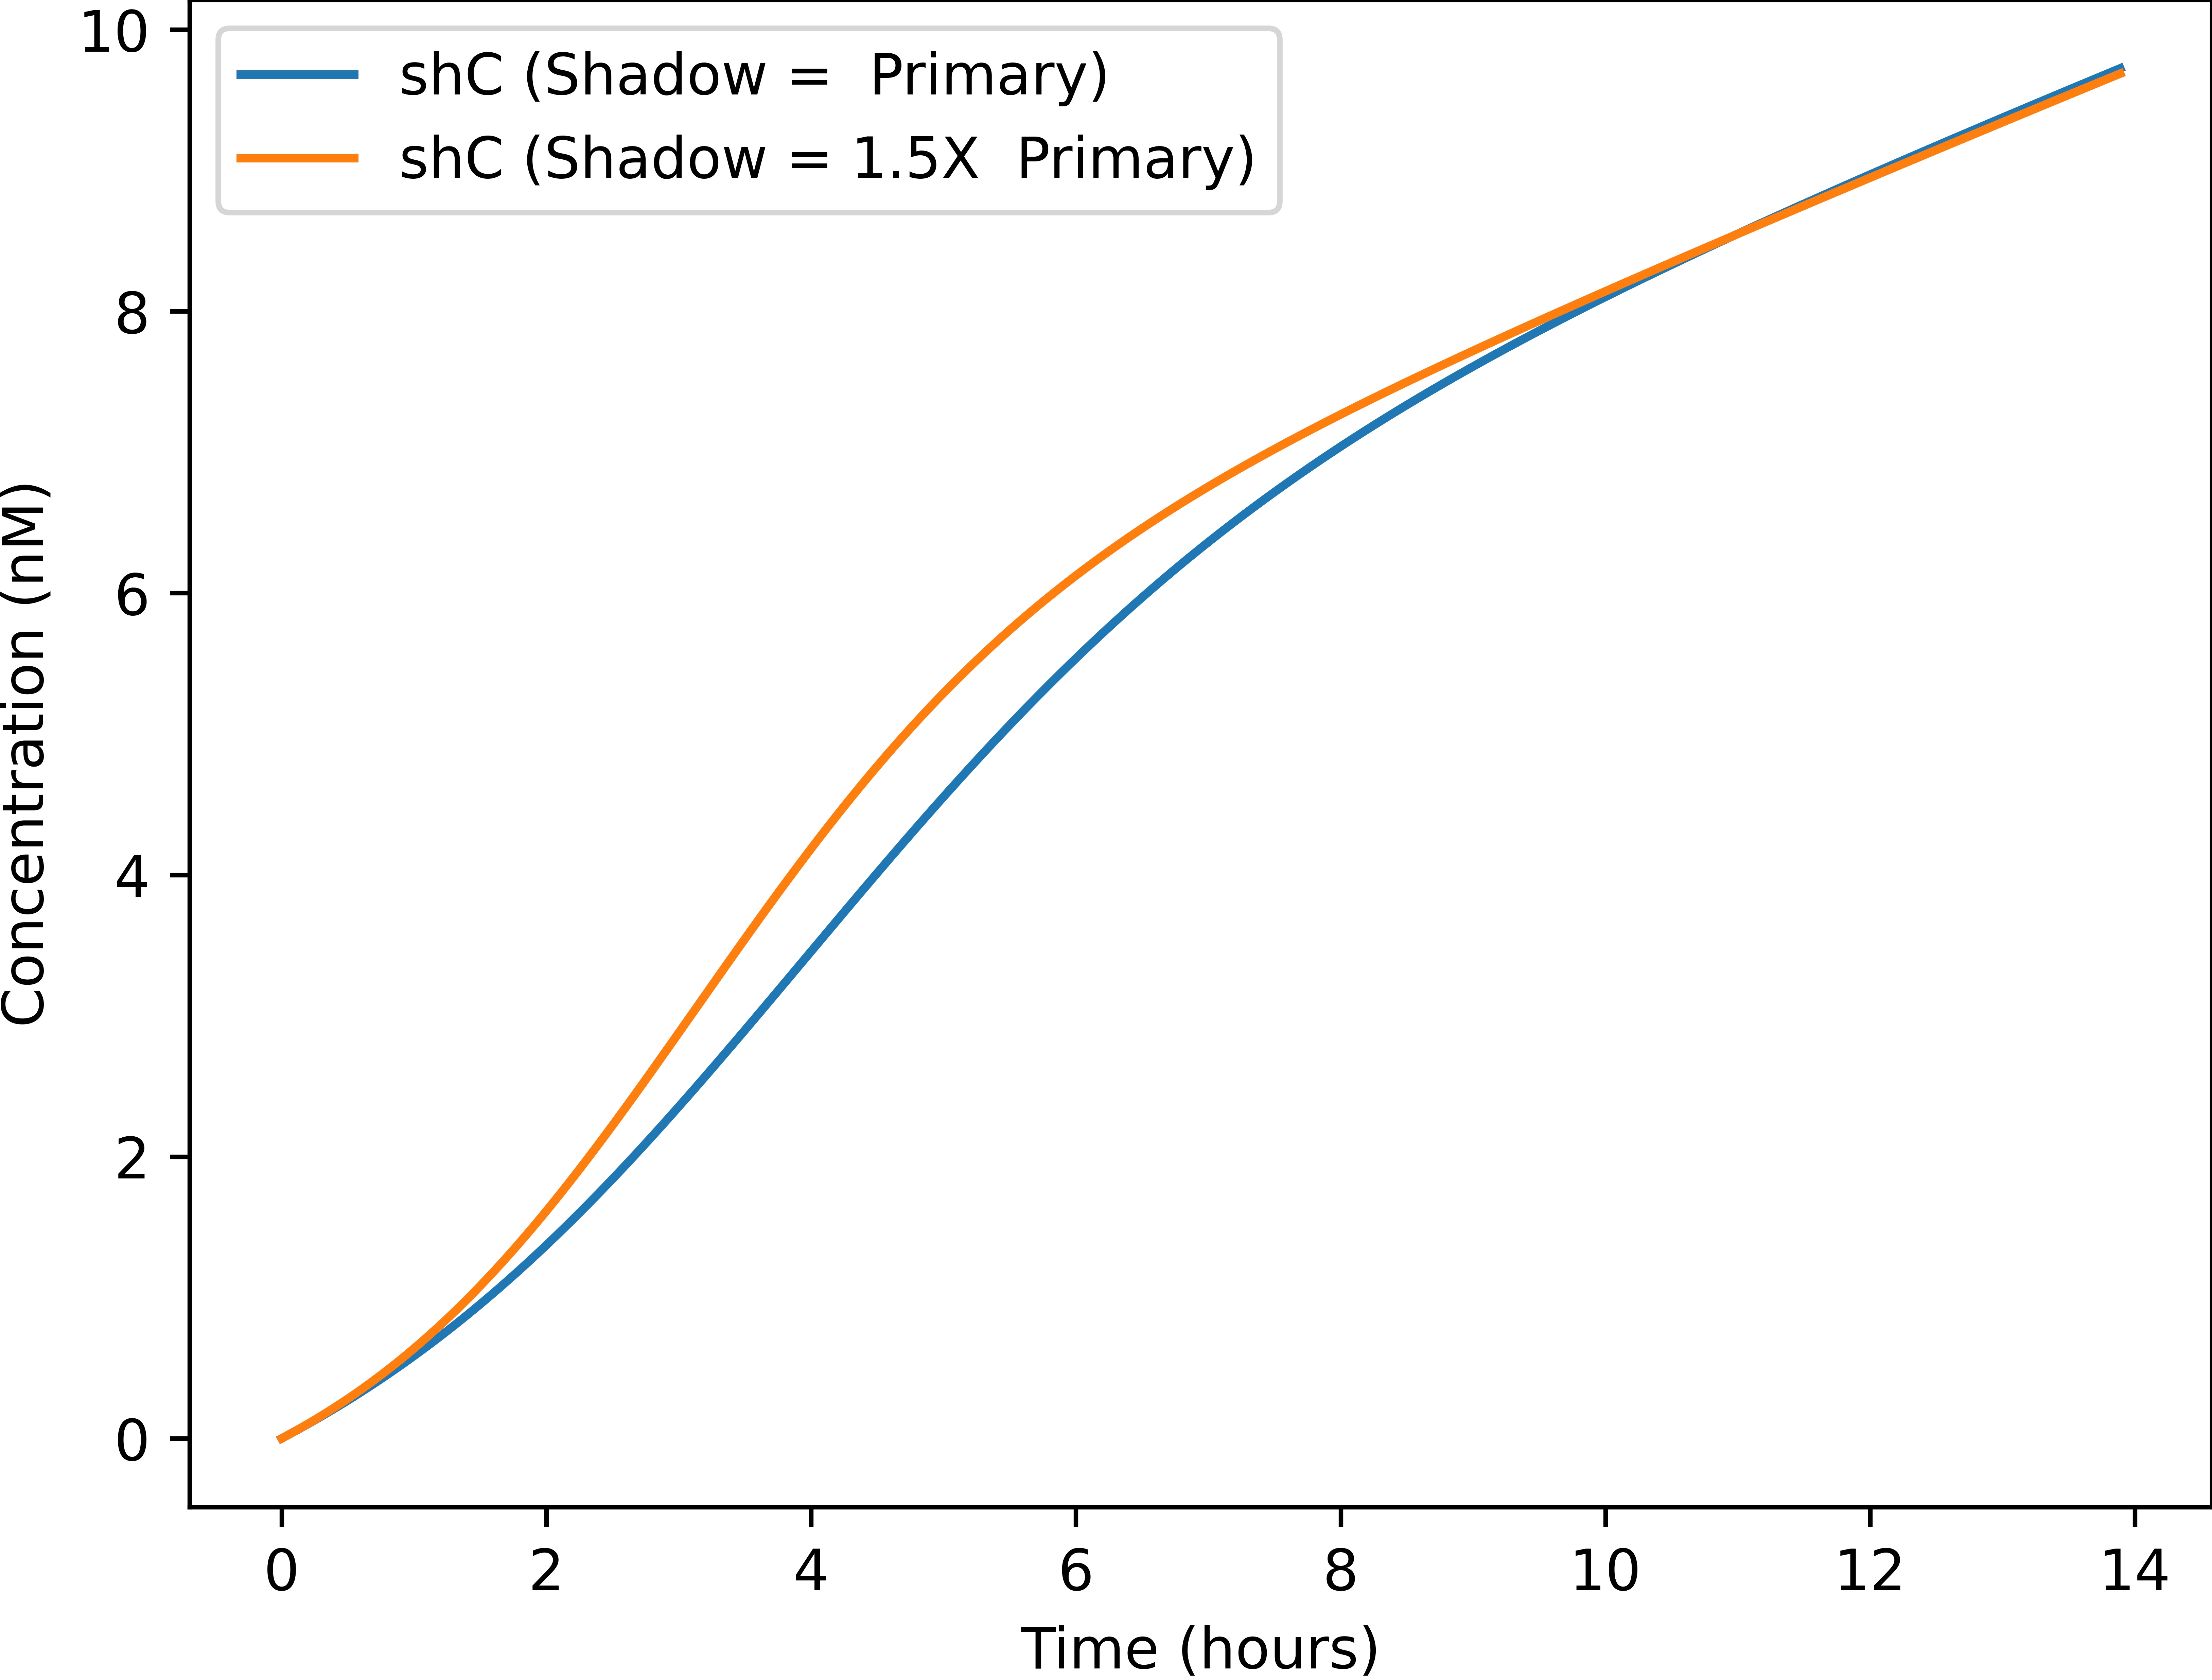 shC (Shadow =  Primary)
shC (Shadow = 1.5X  Primary)
10
8
6
4
2
0
Concentration (nM)
0 2 4 6 8 10 12 14
Time (hours)